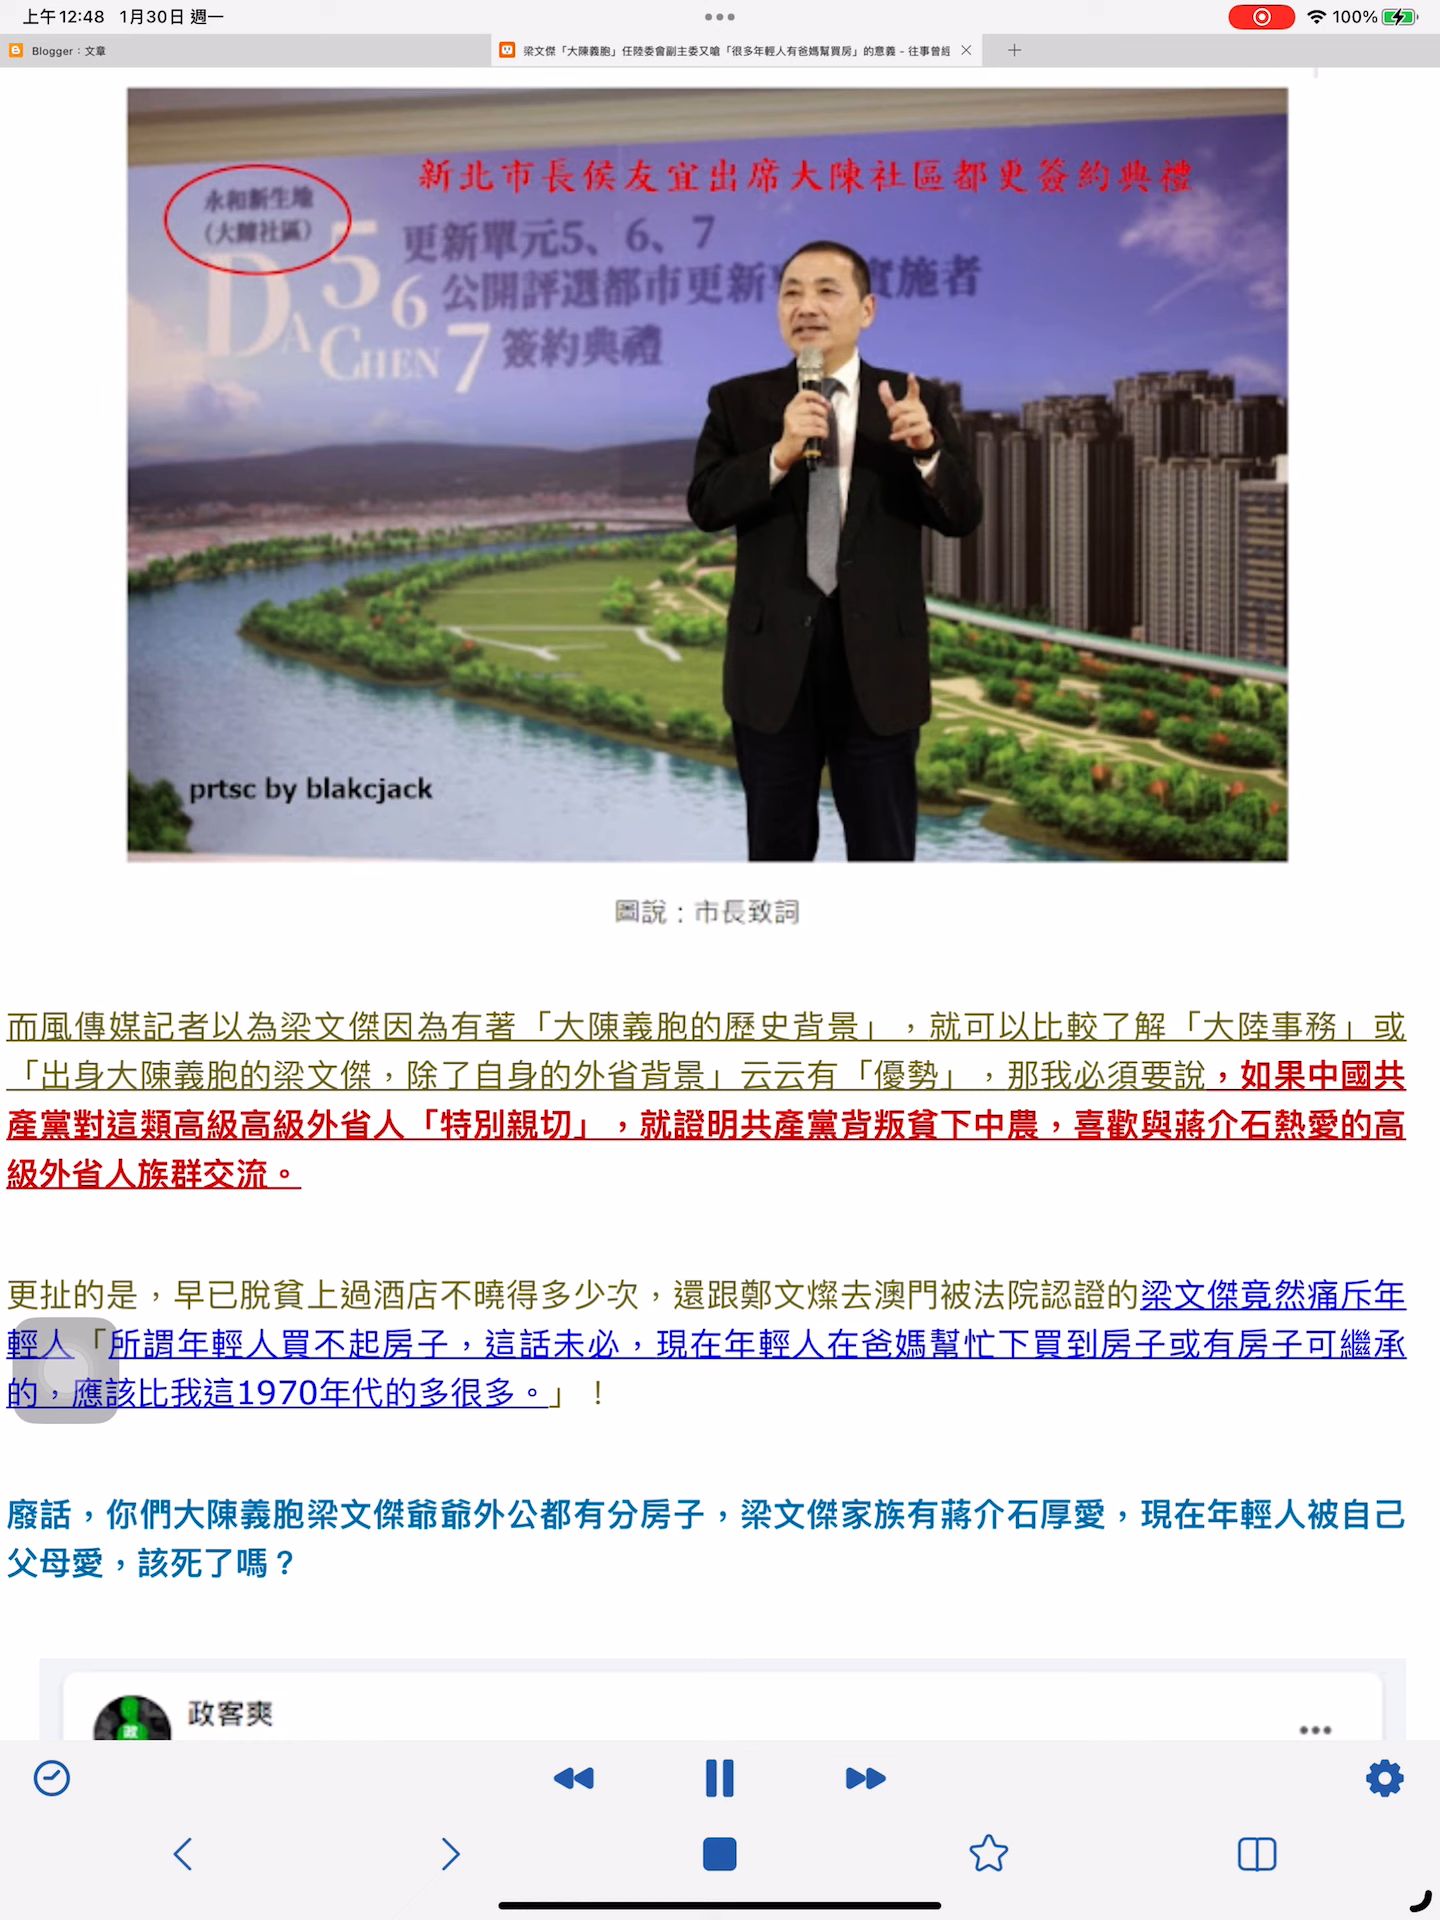 上午12:48 1月30日 週一
100%
Blogger：文章
梁文傑「大陳義胞」任陸委會副主委又嗆「很多年輕人有爸媽幫買房」的意義 - 往事曾經
新北市長侯友宜出席大陳社區都更簽約典禮
永和新生地
(大陳社區)
DA CHEN 5 6 7
更新單元5、6、7
公開評選都市更新 實施者
簽約典禮
prtsc by blakcjack
圖說：市長致詞
而風傳媒記者以為梁文傑因為有著「大陳義胞的歷史背景」，就可以比較了解「大陸事務」或
「出身大陳義胞的梁文傑，除了自身的外省背景」云云有「優勢」，那我必須要說，如果中國共
產黨對這類高級高級外省人「特別親切」，就證明共產黨背叛貧下中農，喜歡與蔣介石熱愛的高
級外省人族群交流。
更扯的是，早已脫貧上過酒店不曉得多少次，還跟鄭文燦去澳門被法院認證的梁文傑竟然痛斥年
輕人「所謂年輕人買不起房子，這話未必，現在年輕人在爸媽幫忙下買到房子或有房子可繼承
的，應該比我這1970年代的多很多。」！
廢話，你們大陳義胞梁文傑爺爺外公都有分房子，梁文傑家族有蔣介石厚愛，現在年輕人被自己
父母愛，該死了嗎？
政客爽